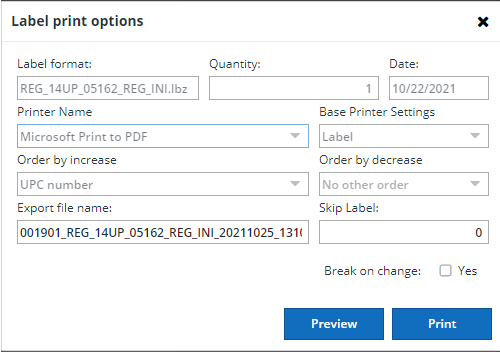 Label print options
Label format: Quantity: Date:
REG_14UP_05162_REG_INI.lbz 1 10/22/2021
Printer Name Base Printer Settings
Microsoft Print to PDF Label
Order by increase Order by decrease
UPC number No other order
Export file name: Skip Label:
001901_REG_14UP_05162_REG_INI_20211025_1310 0
Break on change: Yes
Preview Print